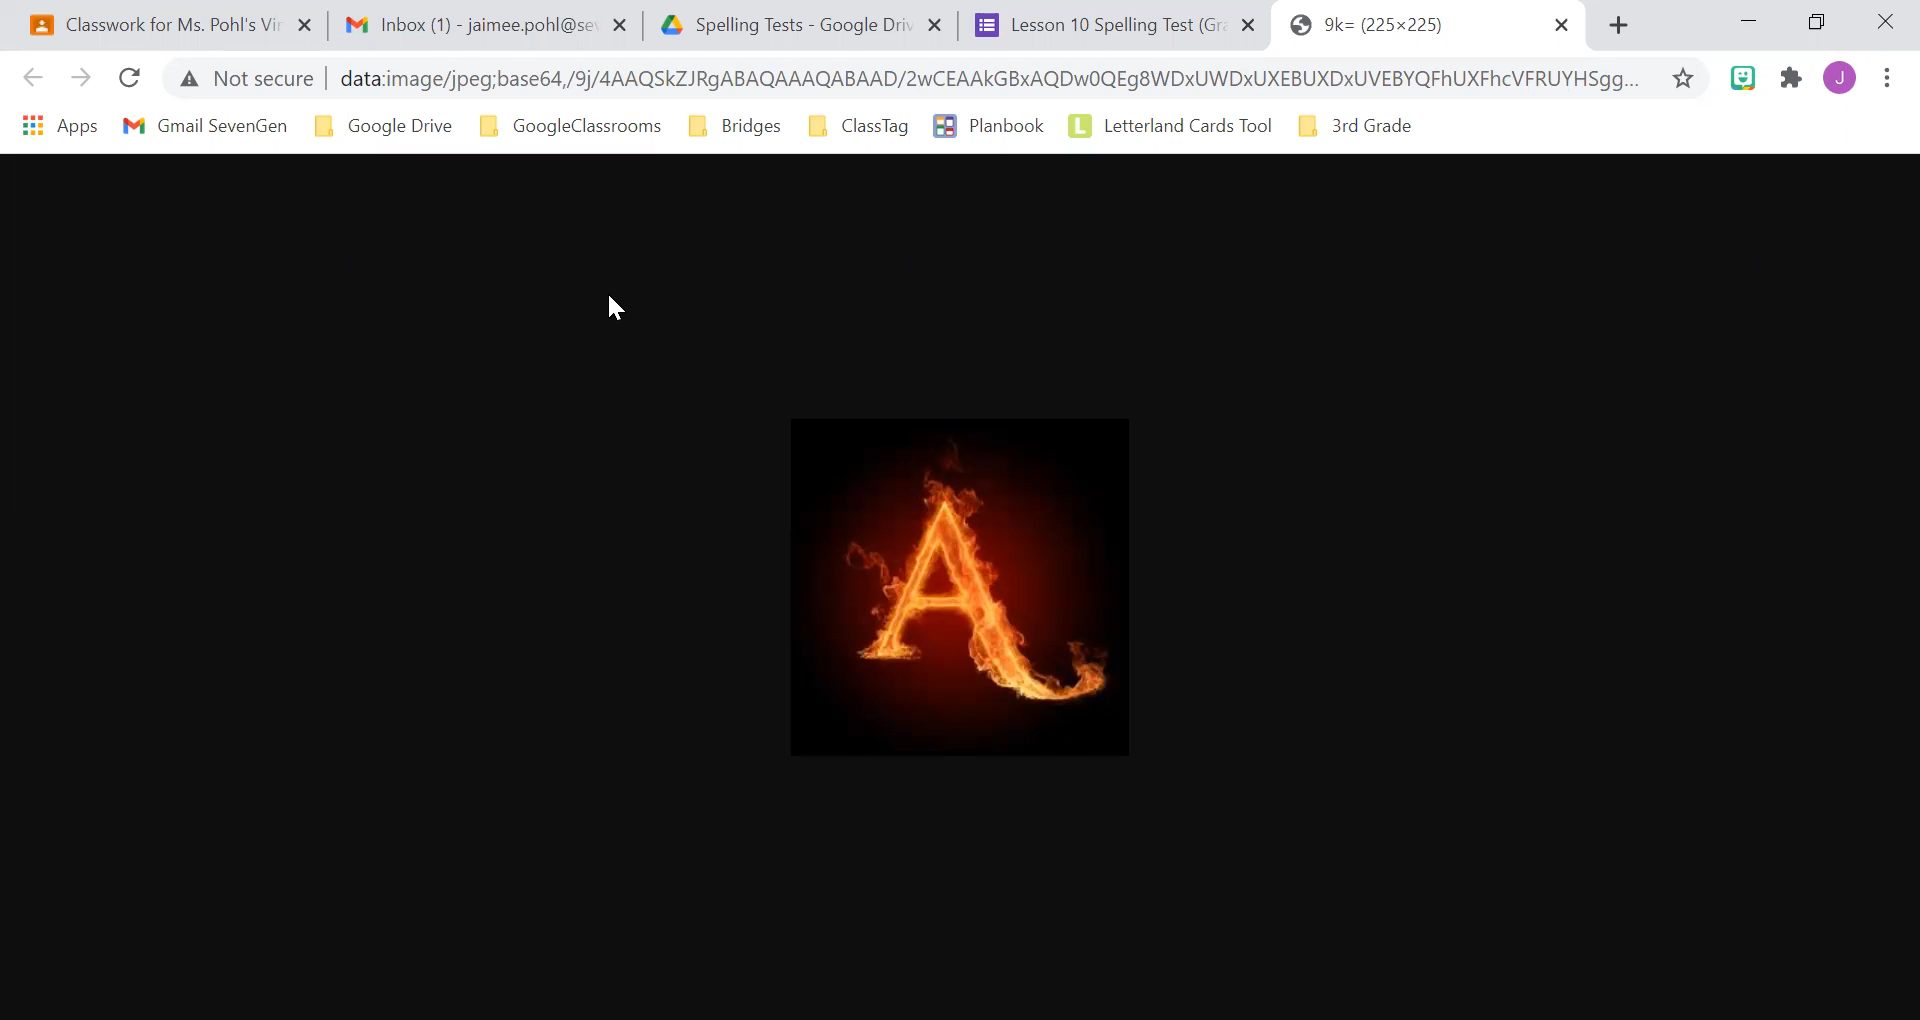 Classwork for Ms. Pohl's Vir
Inbox (1) - jaimee.pohl@sev
Spelling Tests - Google Driv
Lesson 10 Spelling Test (Gra
9k= (225×225)
Not secure
data:image/jpeg;base64,/9j/4AAQSkZJRgABAQAAAQABAAD/2wCEAAkGBxAQDw0QEg8WDxUWDxUXEBUXDxUVEBYQFhUXFhcVFRUYHSgg...
J
Apps
Gmail SevenGen
Google Drive
GoogleClassrooms
Bridges
ClassTag
Planbook
L
Letterland Cards Tool
3rd Grade
A